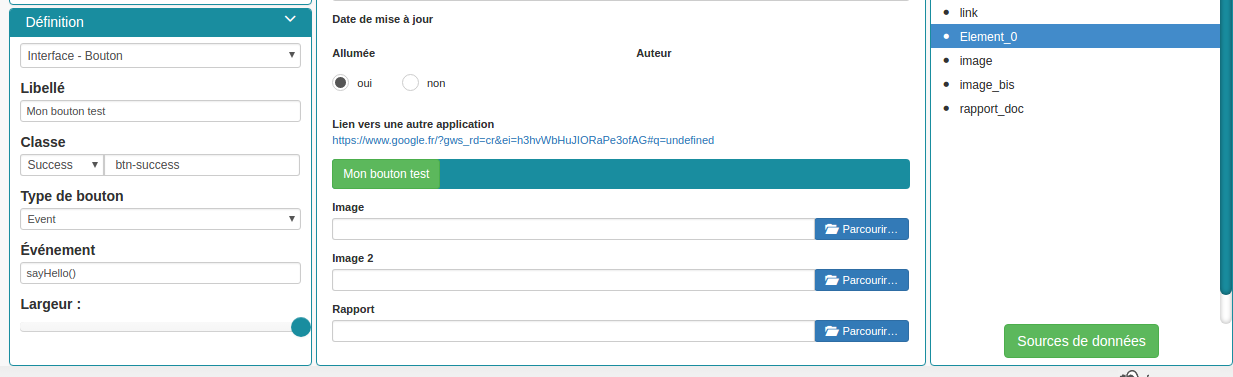 Définition
Interface - Bouton
Libellé
Mon bouton test
Classe
Success
btn-success
Type de bouton
Event
Événement
sayHello()
Largeur :
Date de mise à jour
Allumée
Auteur
oui
non
Lien vers une autre application
https://www.google.fr/?gws_rd=cr&ei=h3hvWbHuJIORaPe3ofAG#q=undefined
Mon bouton test
Image
Parcourir…
Image 2
Parcourir…
Rapport
Parcourir…
link
Element_0
image
image_bis
rapport_doc
Sources de données